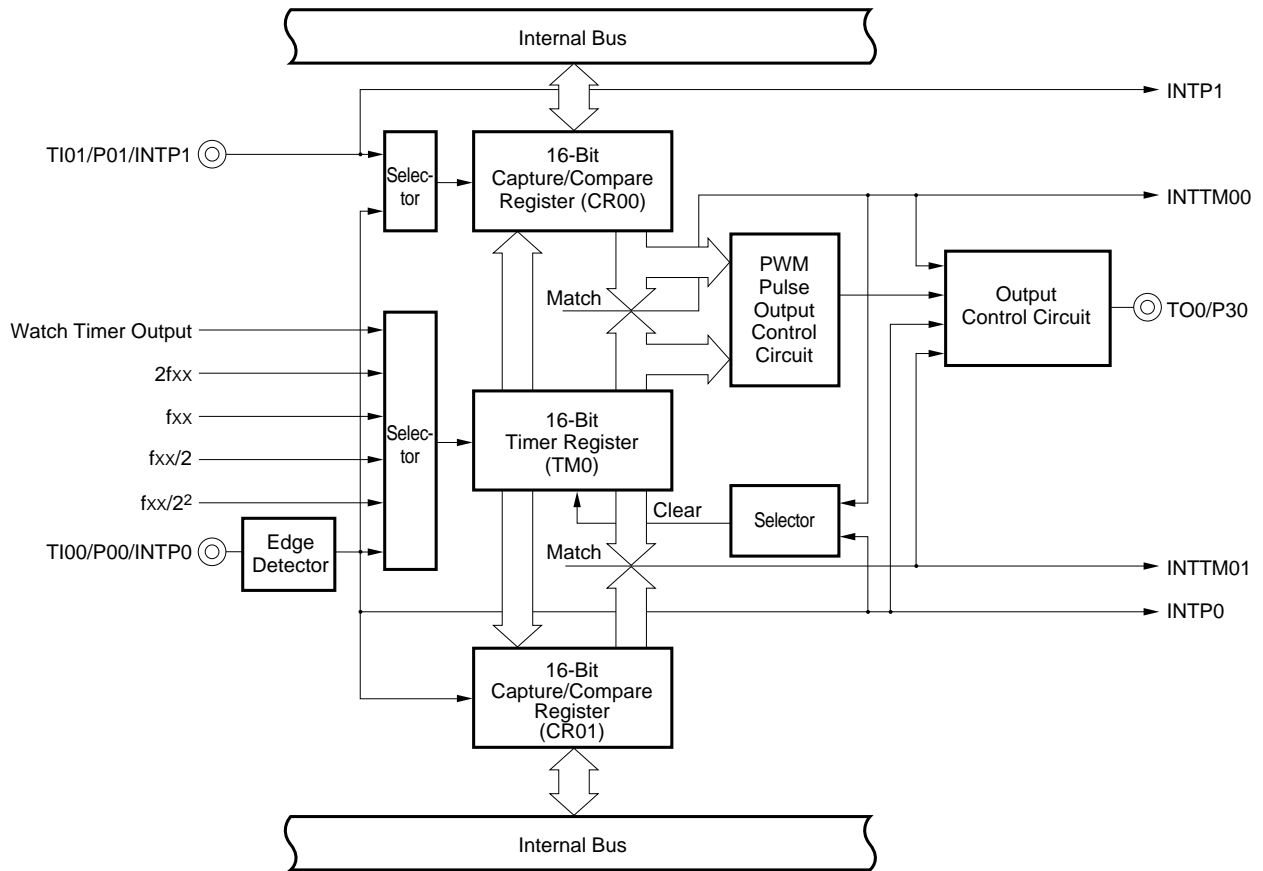 Internal Bus
INTP1
TI01/P01/INTP1
Selec-
tor
16-Bit
Capture/Compare
Register (CR00)
INTTM00
PWM
Pulse
Output
Control
Circuit
Output
Control Circuit
TO0/P30
Match
Watch Timer Output
2fxx
fxx
fxx/2
fxx/2²
Selec-
tor
16-Bit
Timer Register
(TM0)
Clear
Selector
TI00/P00/INTP0
Edge
Detector
Match
INTTM01
INTP0
16-Bit
Capture/Compare
Register
(CR01)
Internal Bus